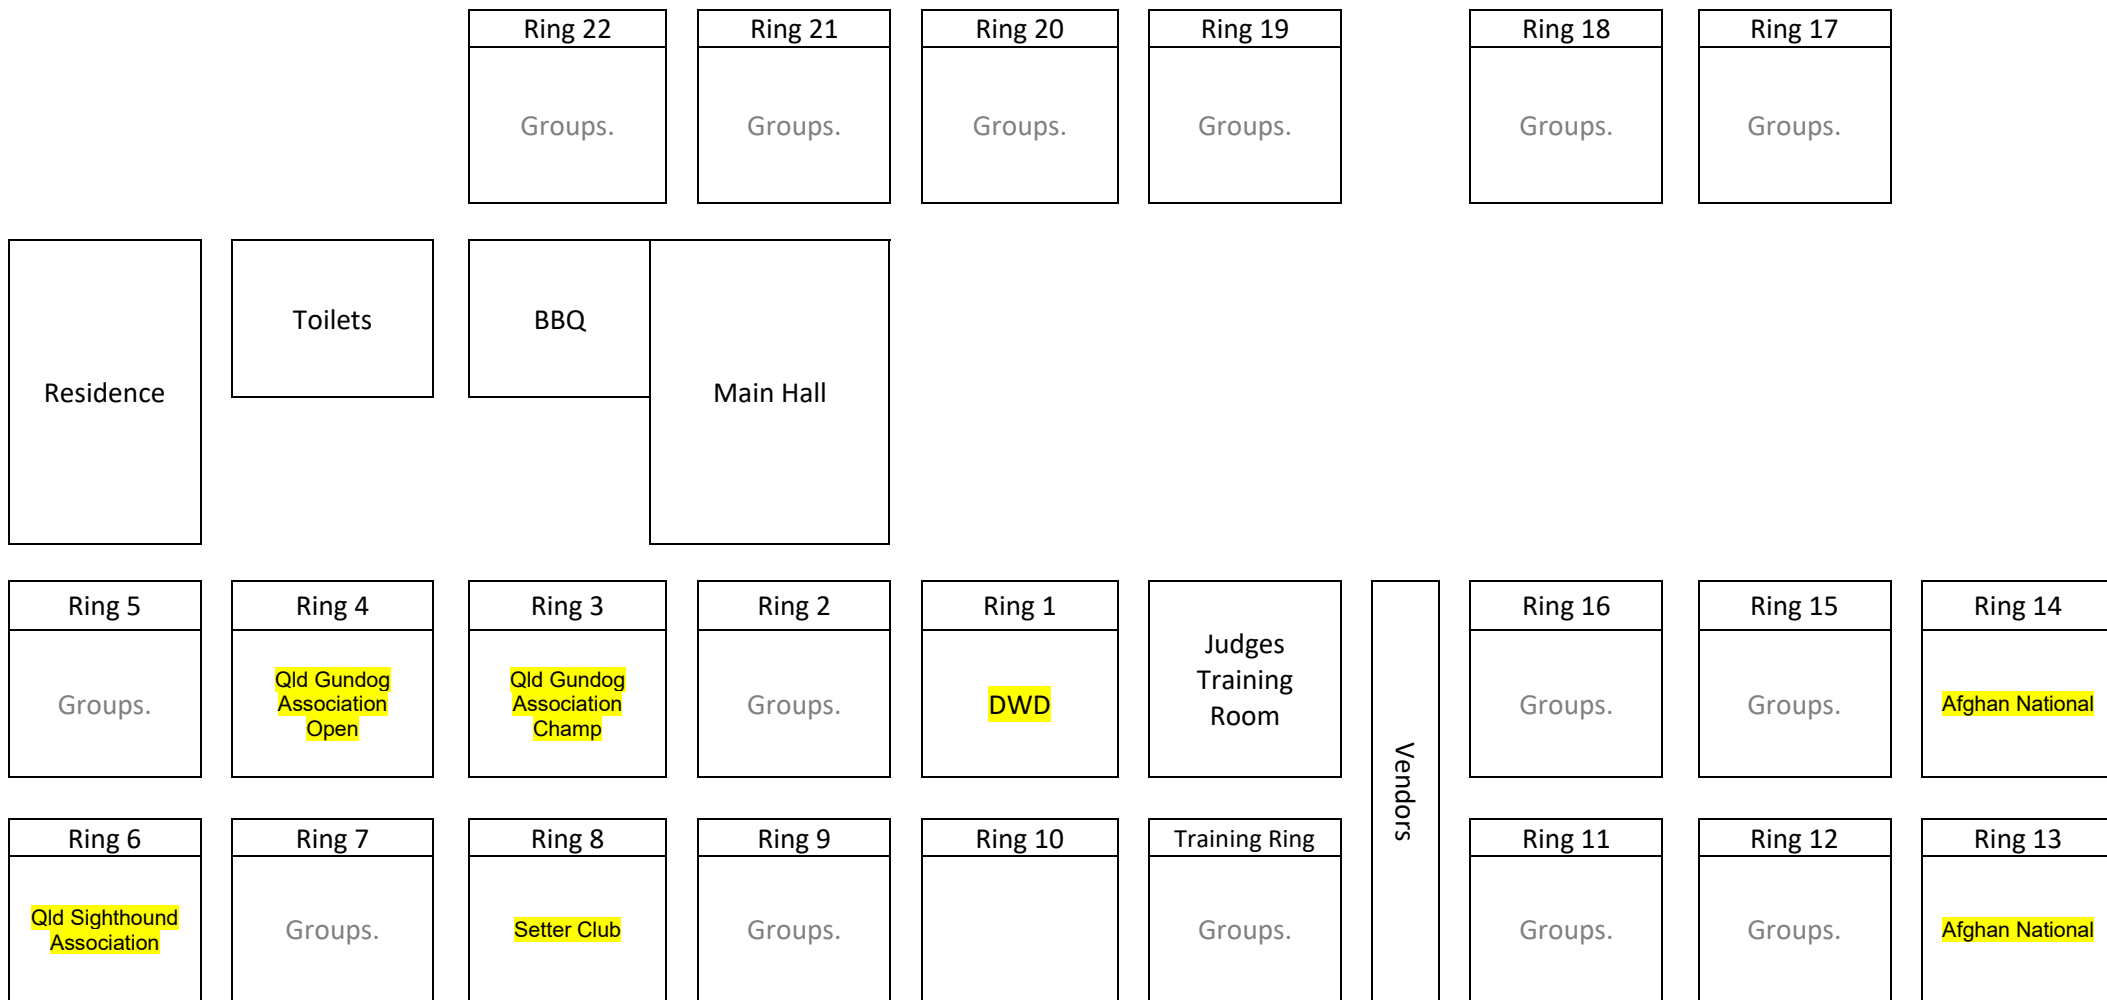 Ring 22
Ring 21
Ring 20
Ring 19
Ring 18
Ring 17
Groups.
Groups.
Groups.
Groups.
Groups.
Groups.
Residence
Toilets
BBQ
Main Hall
Ring 5
Ring 4
Ring 3
Ring 2
Ring 1
Judges
Training
Room
Vendors
Ring 16
Ring 15
Ring 14
Groups.
Qld Gundog
Association
Open
Qld Gundog
Association
Champ
Groups.
DWD
Groups.
Groups.
Afghan National
Ring 6
Ring 7
Ring 8
Ring 9
Ring 10
Training Ring
Ring 11
Ring 12
Ring 13
Qld Sighthound
Association
Groups.
Setter Club
Groups.
Groups.
Groups.
Groups.
Afghan National